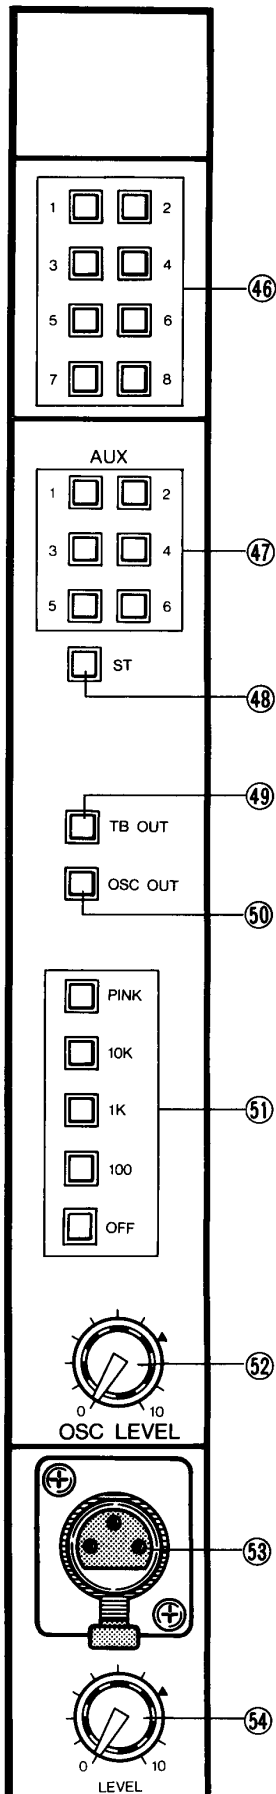 1 2
3 4
5 6
7 8
46
AUX
1 2
3 4
5 6
47
ST
48
49
TB OUT
OSC OUT
50
PINK
10K
1K
51
100
OFF
52
0 10
OSC LEVEL
53
54
0 10
LEVEL